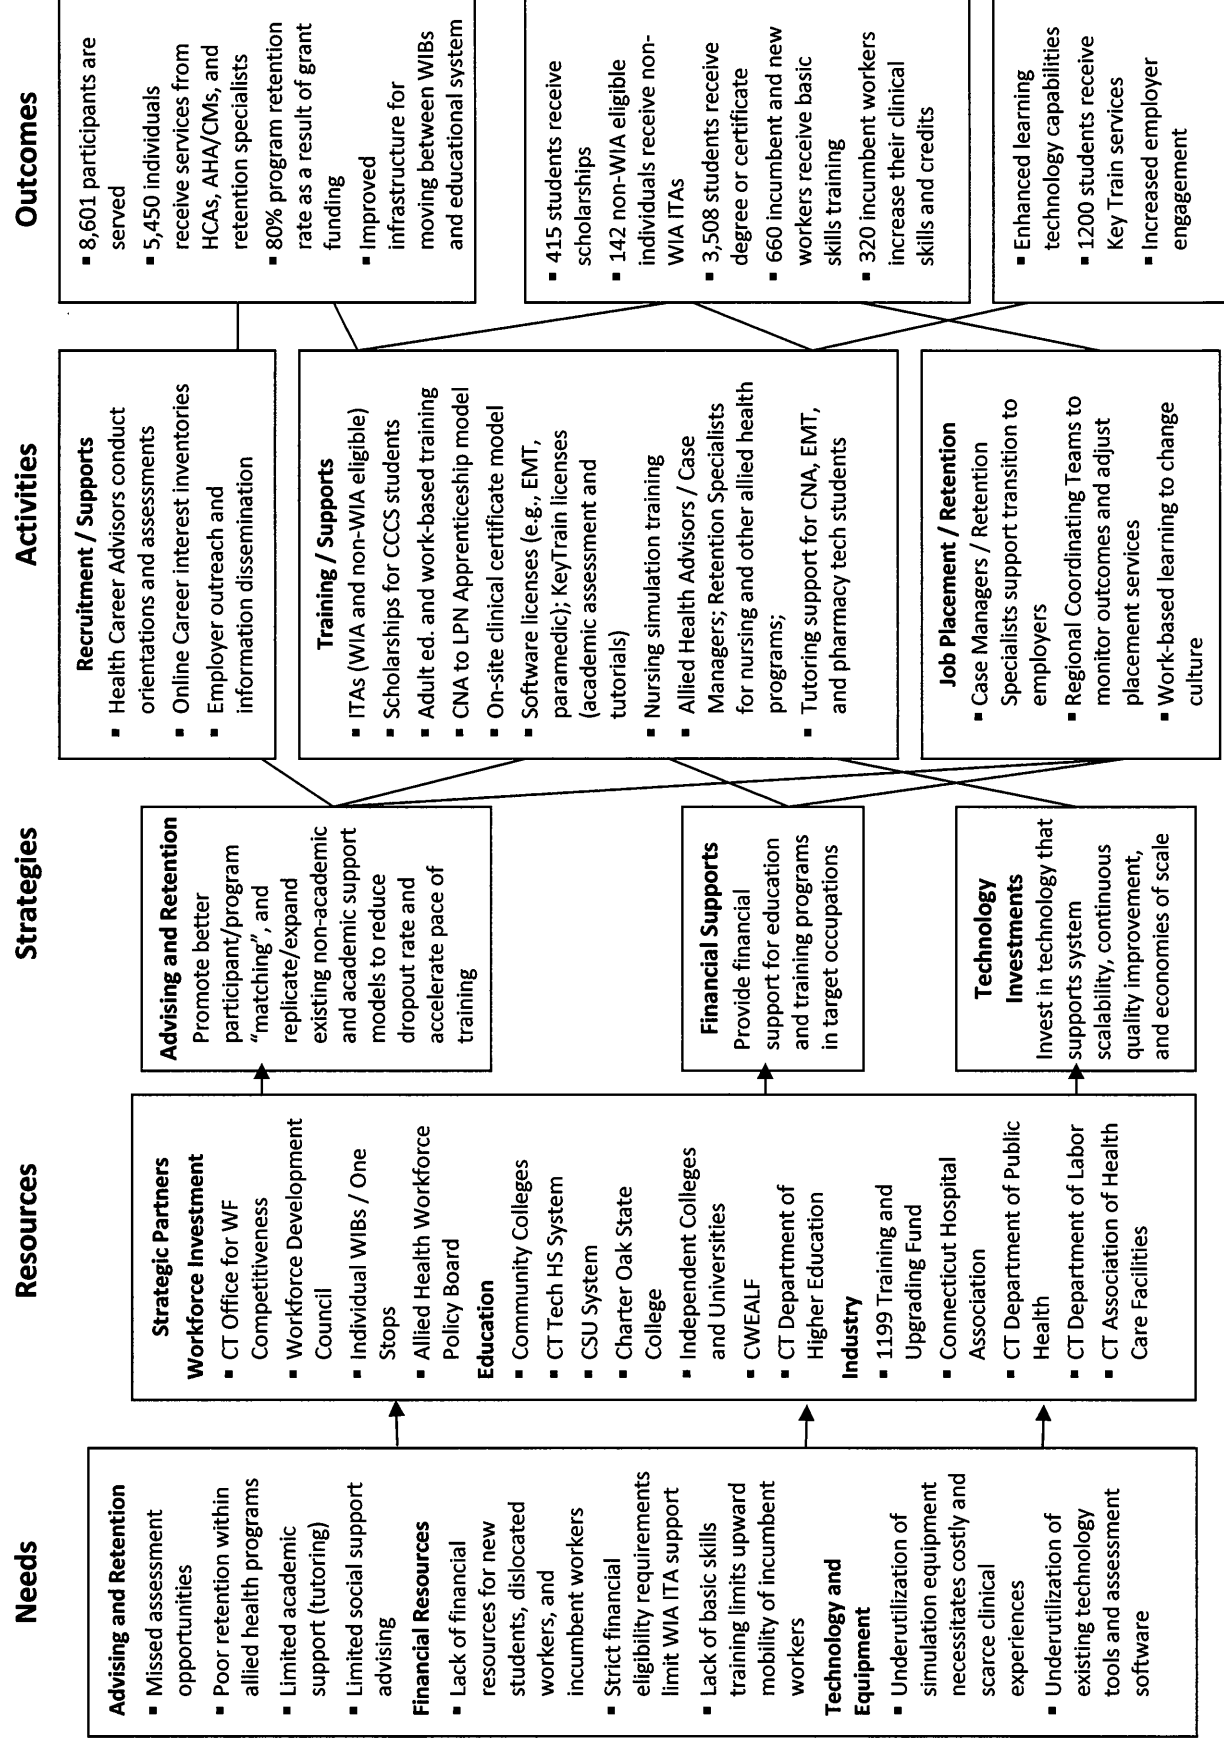 Needs
Advising and Retention
▪ Missed assessment
opportunities
▪ Poor retention within
allied health programs
▪ Limited academic
support (tutoring)
▪ Limited social support
advising
Financial Resources
▪ Lack of financial
resources for new
students, dislocated
workers, and
incumbent workers
▪ Strict financial
eligibility requirements
limit WIA ITA support
▪ Lack of basic skills
training limits upward
mobility of incumbent
workers
Technology and
Equipment
▪ Underutilization of
simulation equipment
necessitates costly and
scarce clinical
experiences
▪ Underutilization of
existing technology
tools and assessment
software
Resources
Strategic Partners
Workforce Investment
▪ CT Office for WF
Competitiveness
▪ Workforce Development
Council
▪ Individual WIBs / One
Stops
▪ Allied Health Workforce
Policy Board
Education
▪ Community Colleges
▪ CT Tech HS System
▪ CSU System
▪ Charter Oak State
College
▪ Independent Colleges
and Universities
▪ CWEALF
▪ CT Department of
Higher Education
Industry
▪ 1199 Training and
Upgrading Fund
▪ Connecticut Hospital
Association
▪ CT Department of Public
Health
▪ CT Department of Labor
▪ CT Association of Health
Care Facilities
Strategies
Advising and Retention
Promote better
participant/program
“matching”, and
replicate/expand
existing non-academic
and academic support
models to reduce
dropout rate and
accelerate pace of
training
Financial Supports
Provide financial
support for education
and training programs
in target occupations
Technology
Investments
Invest in technology that
supports system
scalability, continuous
quality improvement,
and economies of scale
Activities
Recruitment / Supports
▪ Health Career Advisors conduct
orientations and assessments
▪ Online Career interest inventories
▪ Employer outreach and
information dissemination
Training / Supports
▪ ITAs (WIA and non-WIA eligible)
▪ Scholarships for CCCS students
▪ Adult ed. and work-based training
▪ CNA to LPN Apprenticeship model
▪ On-site clinical certificate model
▪ Software licenses (e.g., EMT,
paramedic); KeyTrain licenses
(academic assessment and
tutorials)
▪ Nursing simulation training
▪ Allied Health Advisors / Case
Managers; Retention Specialists
for nursing and other allied health
programs;
▪ Tutoring support for CNA, EMT,
and pharmacy tech students
Job Placement / Retention
▪ Case Managers / Retention
Specialists support transition to
employers
▪ Regional Coordinating Teams to
monitor outcomes and adjust
placement services
▪ Work-based learning to change
culture
Outcomes
▪ 8,601 participants are
served
▪ 5,450 individuals
receive services from
HCAs, AHA/CMs, and
retention specialists
▪ 80% program retention
rate as a result of grant
funding
▪ Improved
infrastructure for
moving between WIBs
and educational system
▪ 415 students receive
scholarships
▪ 142 non-WIA eligible
individuals receive non-
WIA ITAs
▪ 3,508 students receive
degree or certificate
▪ 660 incumbent and new
workers receive basic
skills training
▪ 320 incumbent workers
increase their clinical
skills and credits
▪ Enhanced learning
technology capabilities
▪ 1200 students receive
Key Train services
▪ Increased employer
engagement